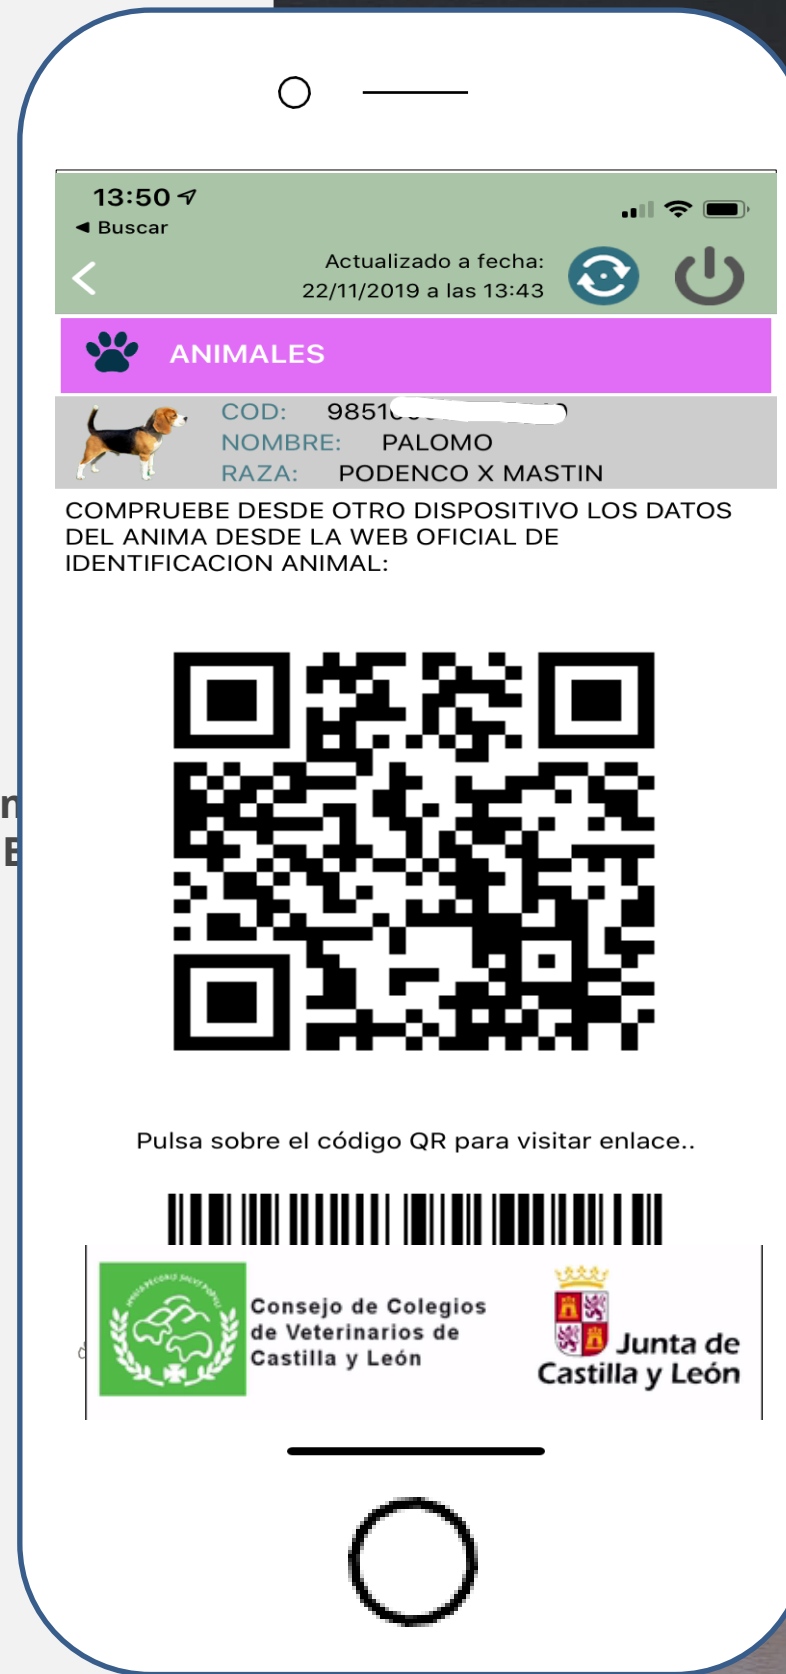 13:50
◀ Buscar
Actualizado a fecha:
22/11/2019 a las 13:43
ANIMALES
COD:
NOMBRE: PALOMO
RAZA: PODENCO X MASTIN
COMPRUEBE DESDE OTRO DISPOSITIVO LOS DATOS
DEL ANIMA DESDE LA WEB OFICIAL DE
IDENTIFICACION ANIMAL:
Pulsa sobre el código QR para visitar enlace..
Consejo de Colegios
de Veterinarios de
Castilla y León
Junta de
Castilla y León